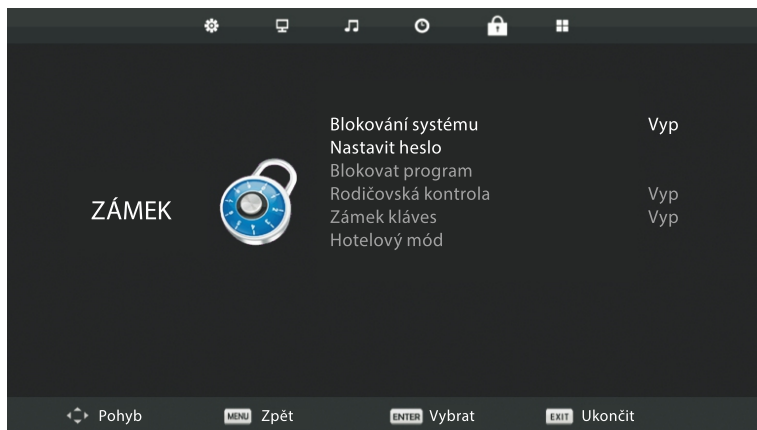 Blokování systému Vyp
Nastavit heslo
Blokovat program
Rodičovská kontrola Vyp
Zámek kláves Vyp
Hotelový mód
ZÁMEK
Pohyb MENU Zpět ENTER Vybrat EXIT Ukončit